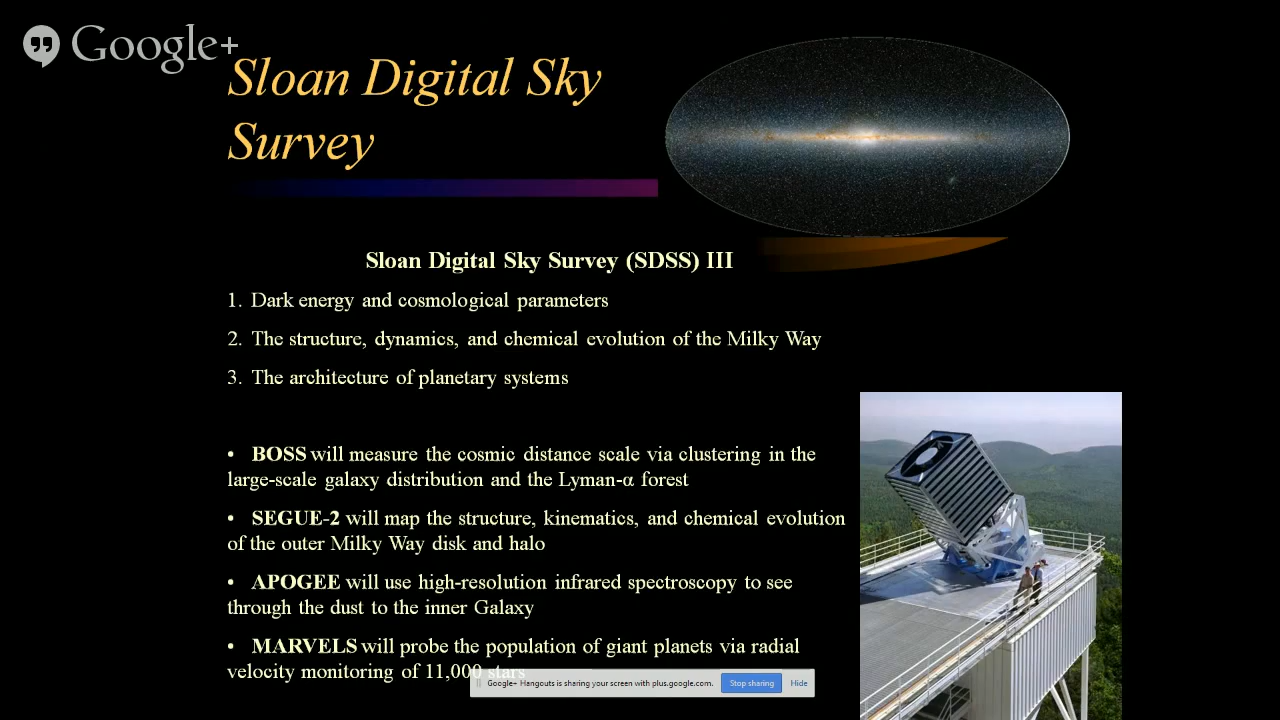 Google+
Sloan Digital Sky
Survey
Sloan Digital Sky Survey (SDSS) III
1. Dark energy and cosmological parameters
2. The structure, dynamics, and chemical evolution of the Milky Way
3. The architecture of planetary systems
• BOSS will measure the cosmic distance scale via clustering in the
large-scale galaxy distribution and the Lyman-α forest
• SEGUE-2 will map the structure, kinematics, and chemical evolution
of the outer Milky Way disk and halo
• APOGEE will use high-resolution infrared spectroscopy to see
through the dust to the inner Galaxy
• MARVELS will probe the population of giant planets via radial
velocity monitoring of 11,000 stars
Google+ Hangouts is sharing your screen with plus.google.com. Stop sharing Hide